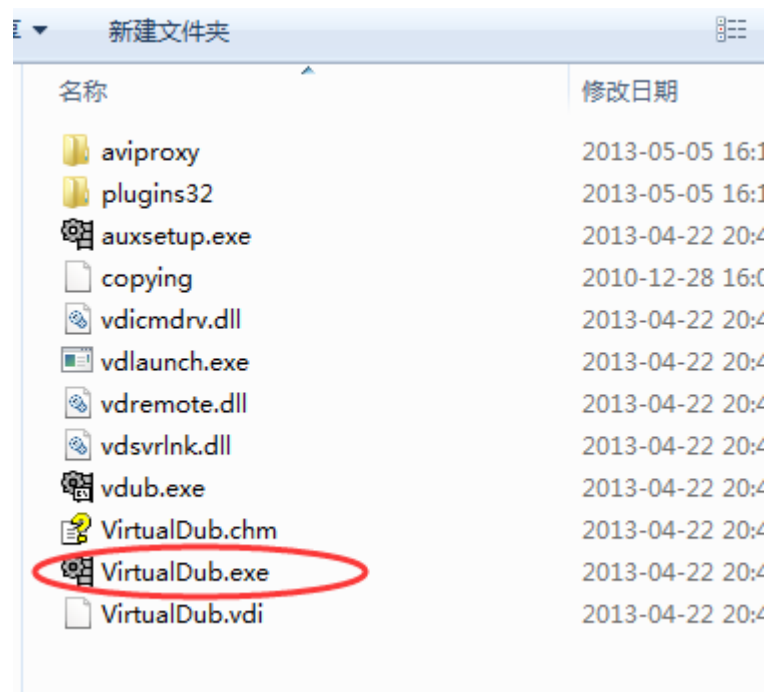 新建文件夹
名称 修改日期
aviproxy 2013-05-05 16:1
plugins32 2013-05-05 16:1
auxsetup.exe 2013-04-22 20:4
copying 2010-12-28 16:0
vdicmdrv.dll 2013-04-22 20:4
vdlaunch.exe 2013-04-22 20:4
vdremote.dll 2013-04-22 20:4
vdsvrlnk.dll 2013-04-22 20:4
vdub.exe 2013-04-22 20:4
VirtualDub.chm 2013-04-22 20:4
VirtualDub.exe 2013-04-22 20:4
VirtualDub.vdi 2013-04-22 20:4